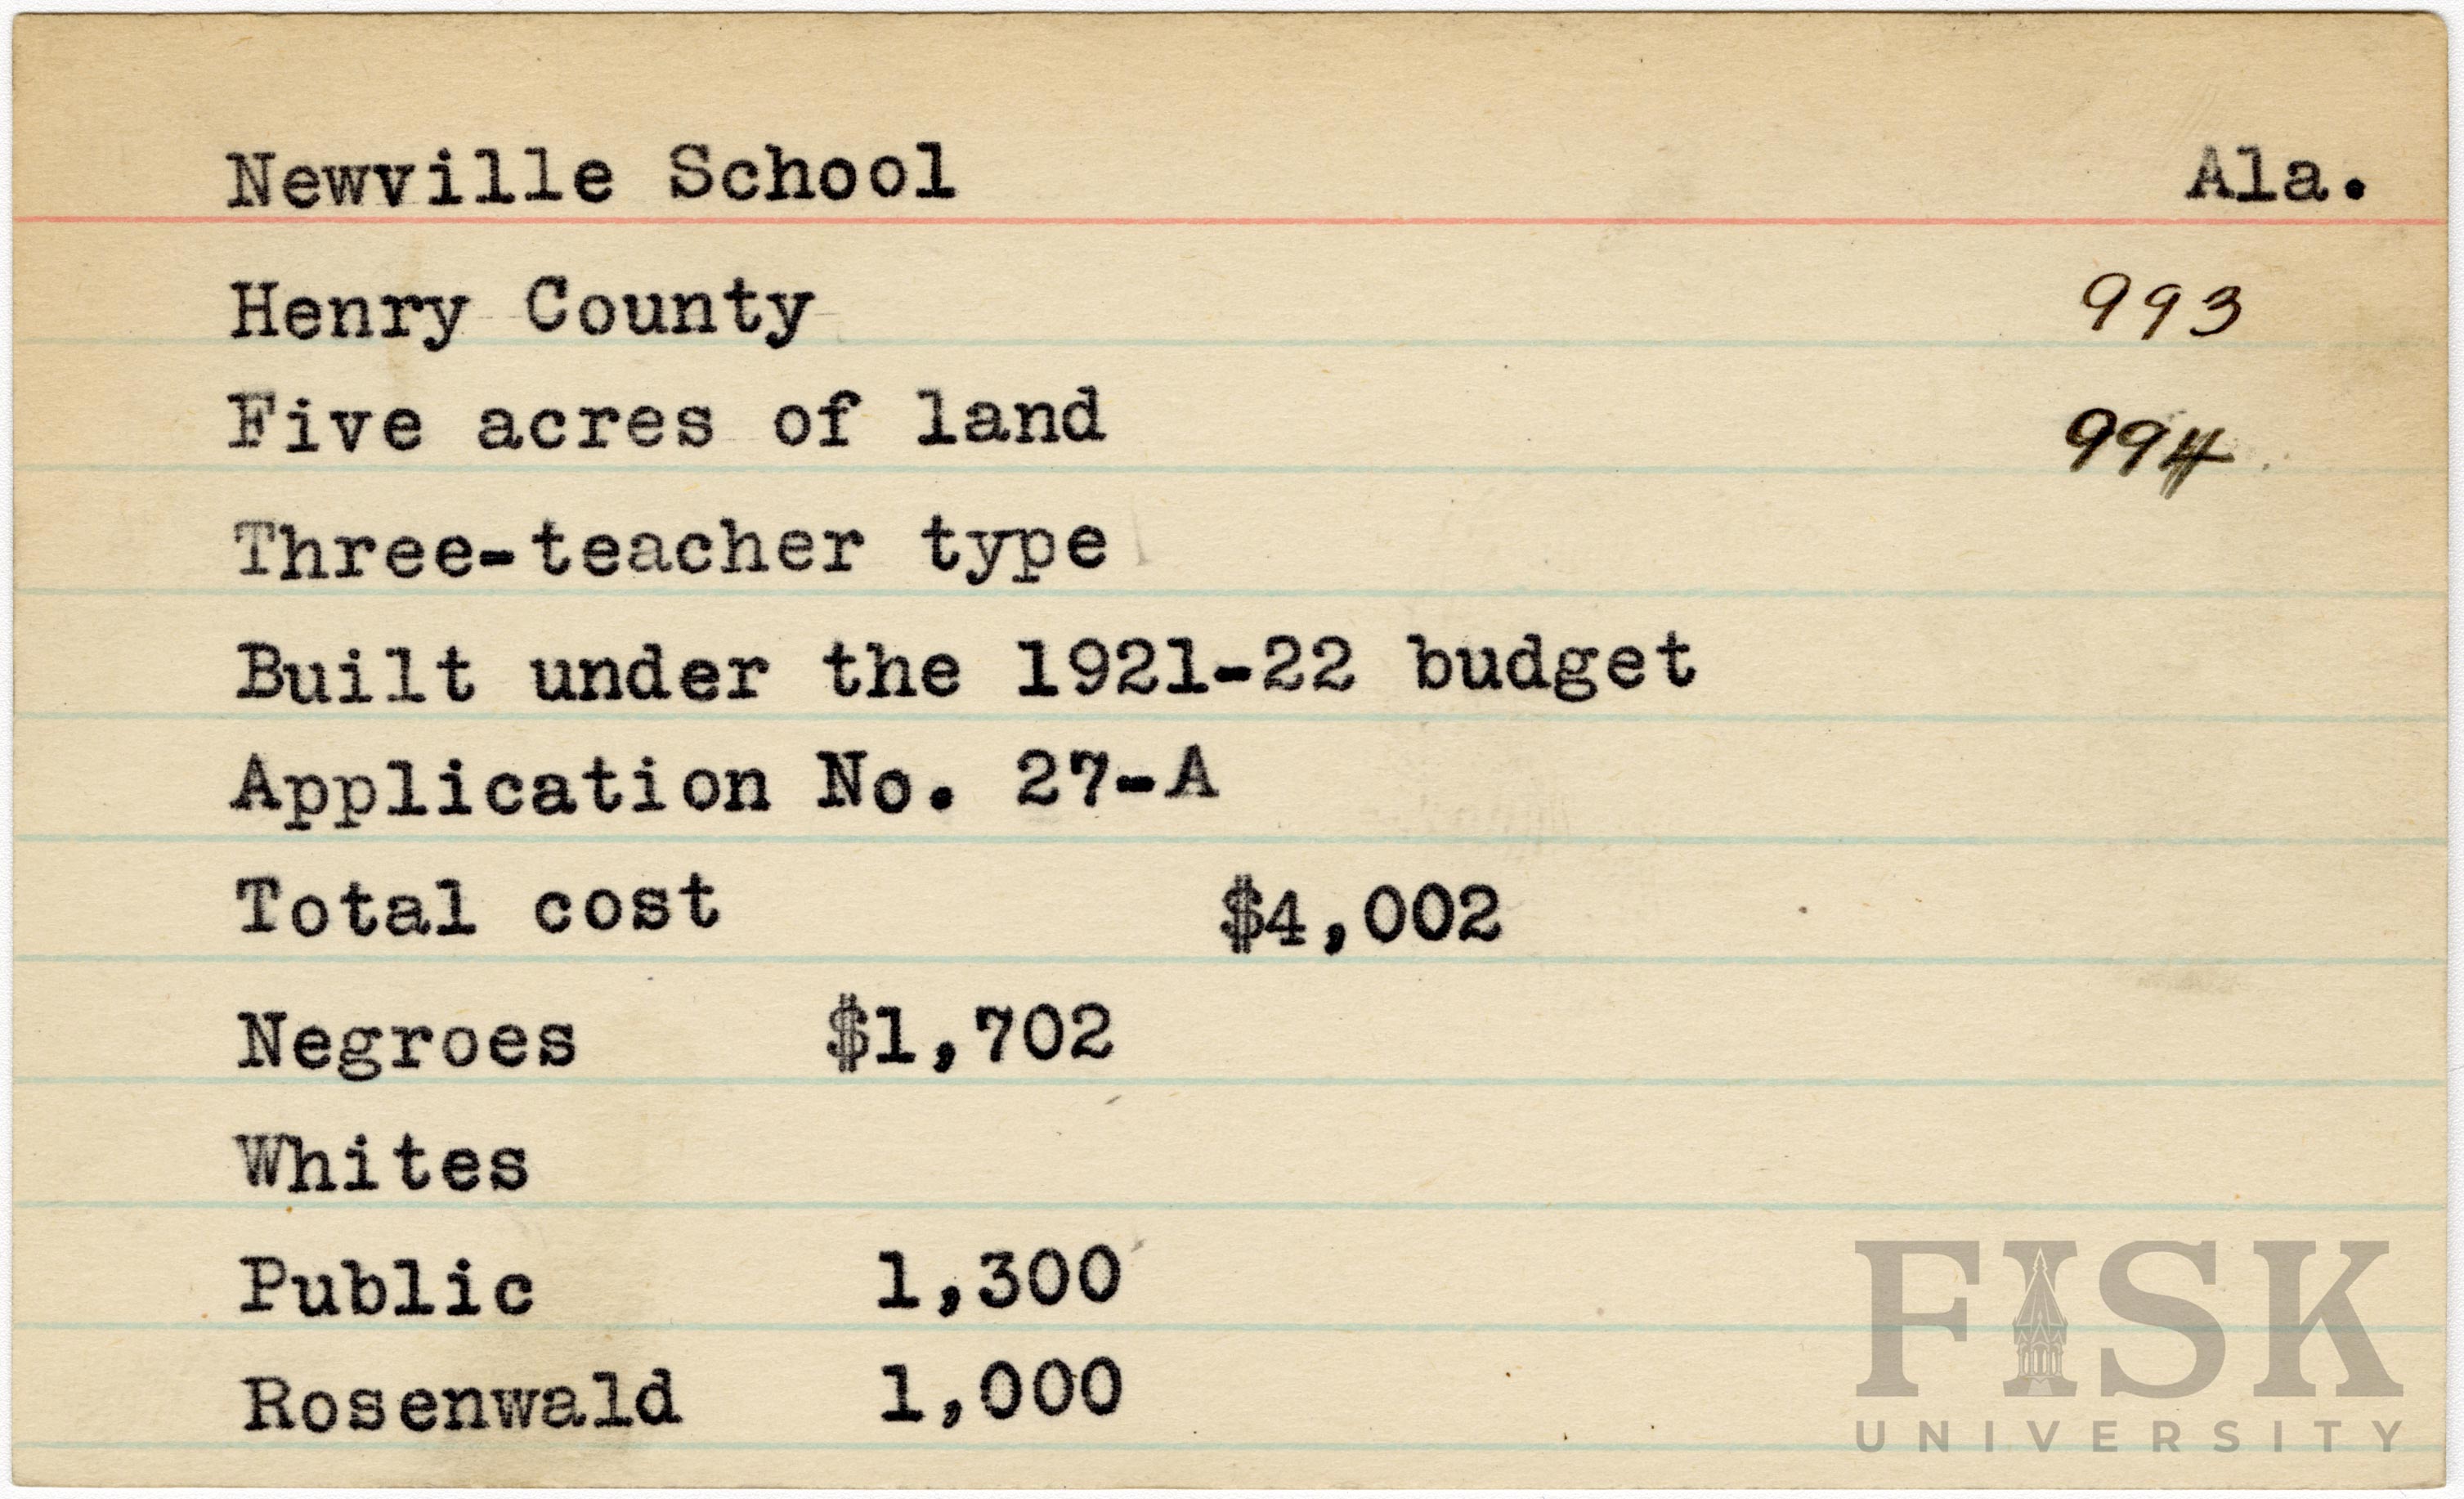 Newville School Ala.
Henry County 993
Five acres of land 994
Three-teacher type
Built under the 1921-22 budget
Application No. 27-A
Total cost $4,002
Negroes $1,702
Whites
Public 1,300
Rosenwald 1,000
FISK
UNIVERSITY